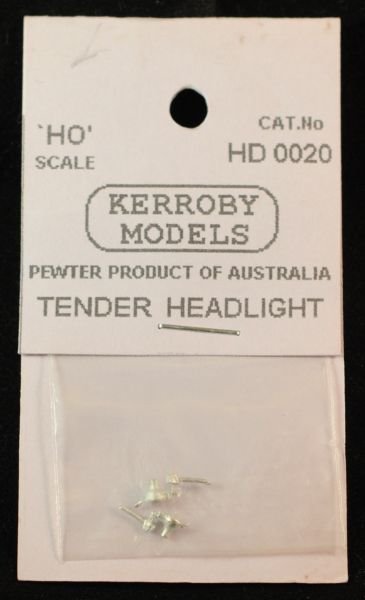 'HO'
SCALE
CAT.No
HD 0020
KERROBY
MODELS
PEWTER PRODUCT OF AUSTRALIA
TENDER HEADLIGHT